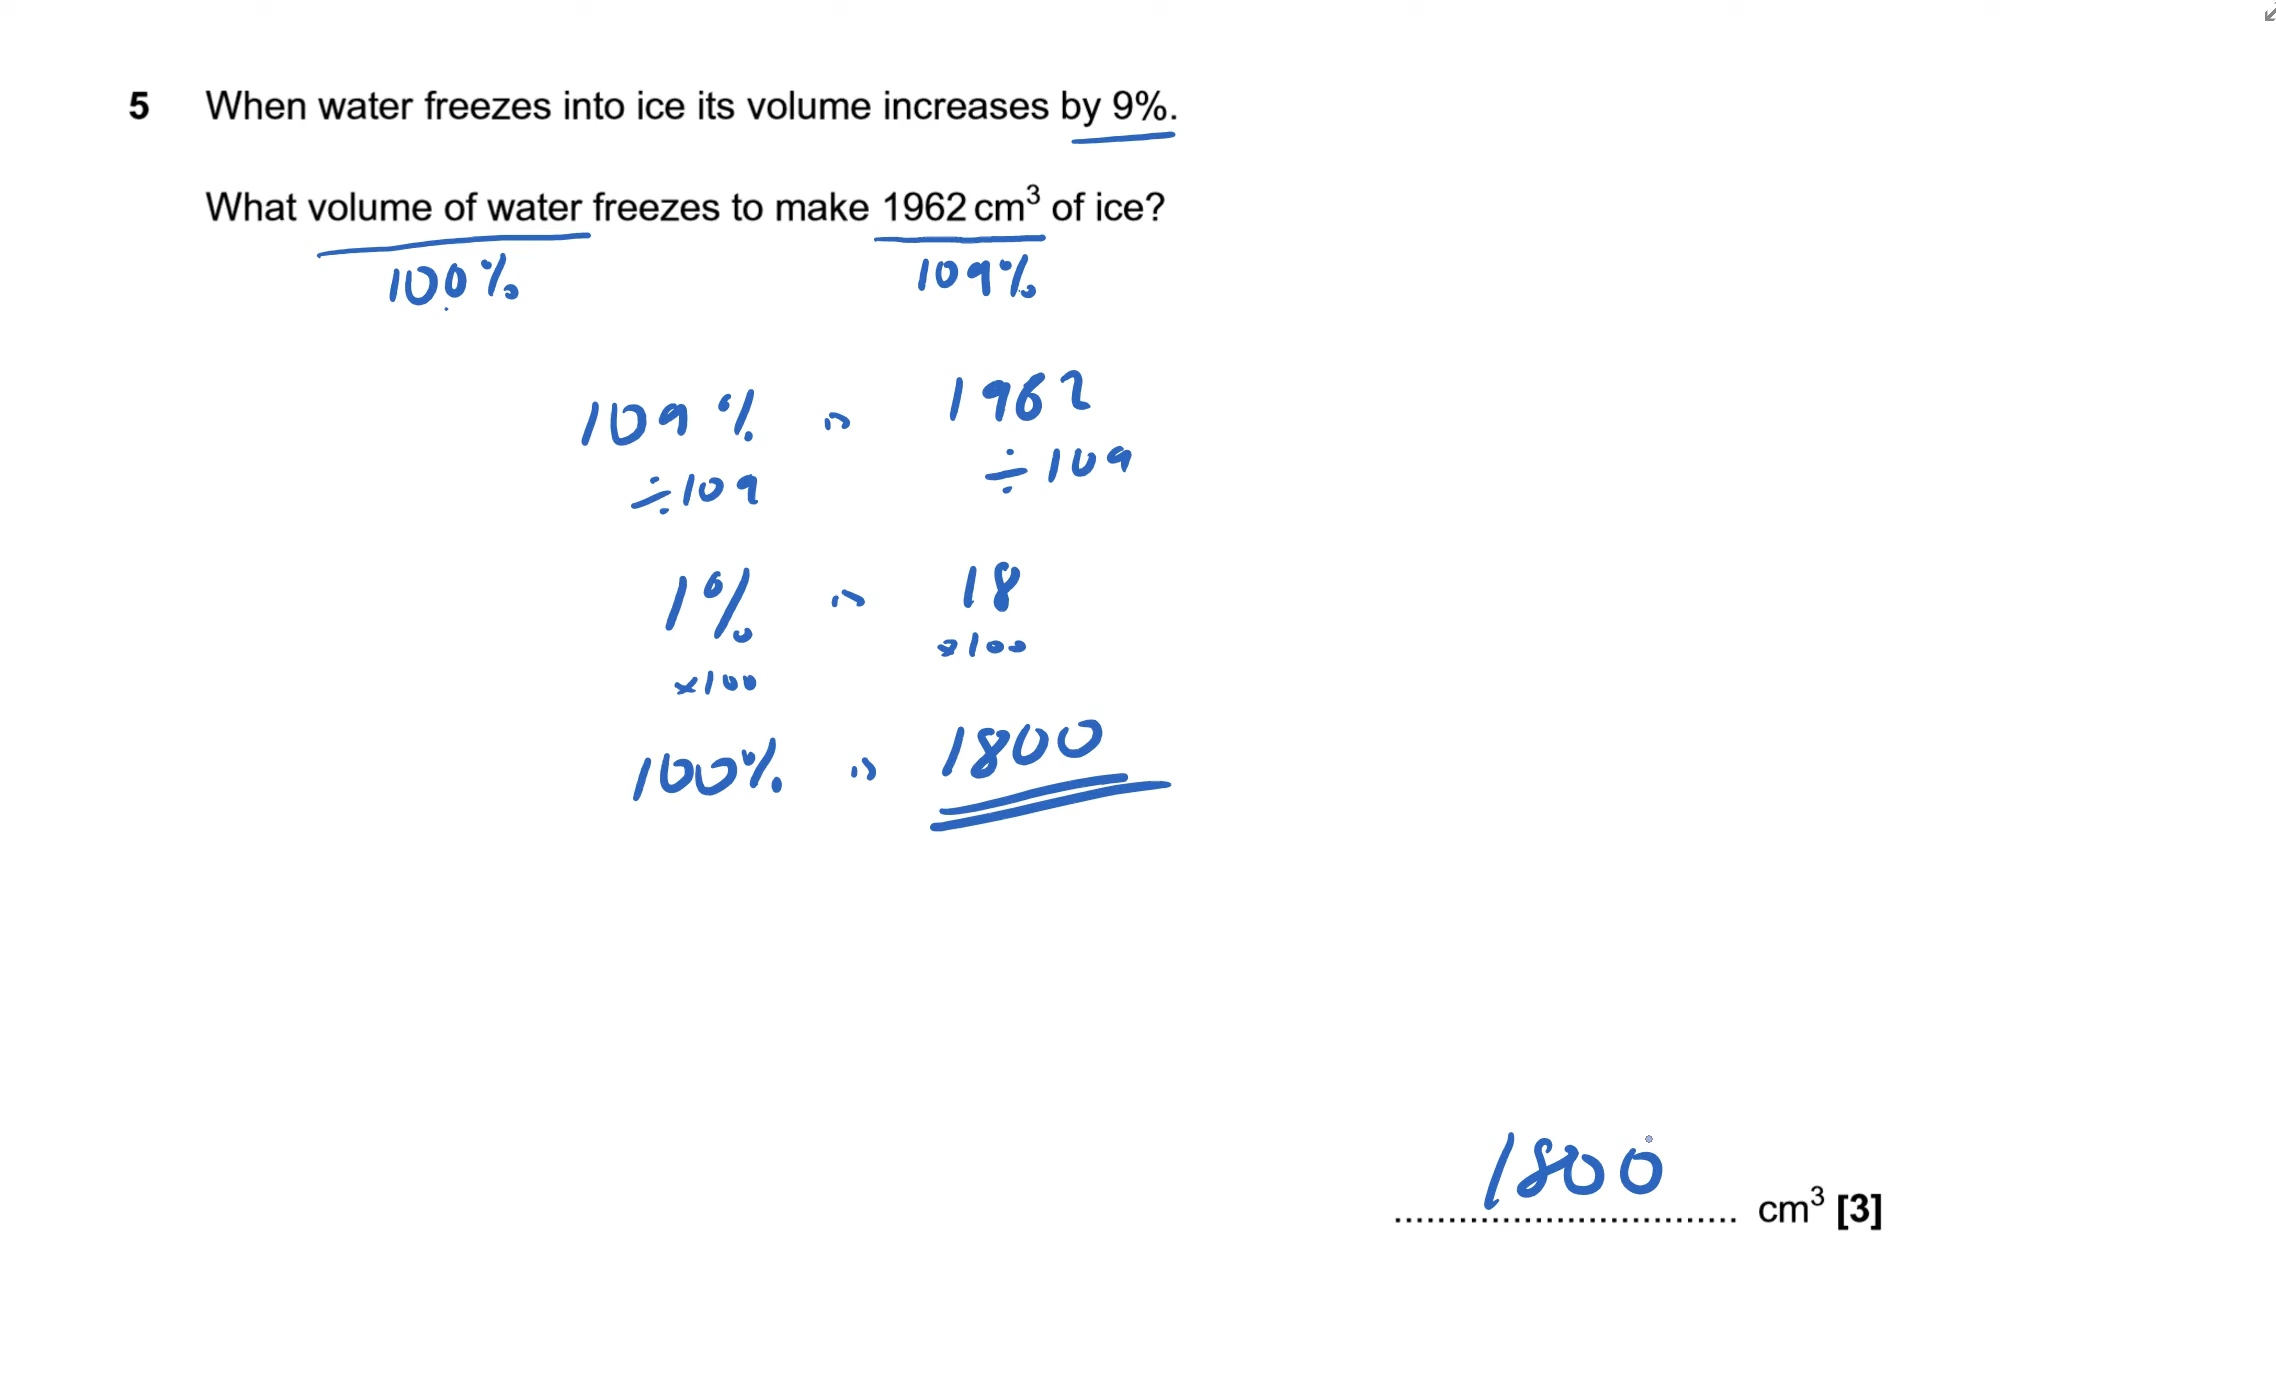 5 When water freezes into ice its volume increases by 9%.
What volume of water freezes to make 1962 cm³ of ice?
100% 109%
109% = 1962
÷109 ÷109
1% = 18
×100 ×100
100% = 1800
1800
cm³ [3]